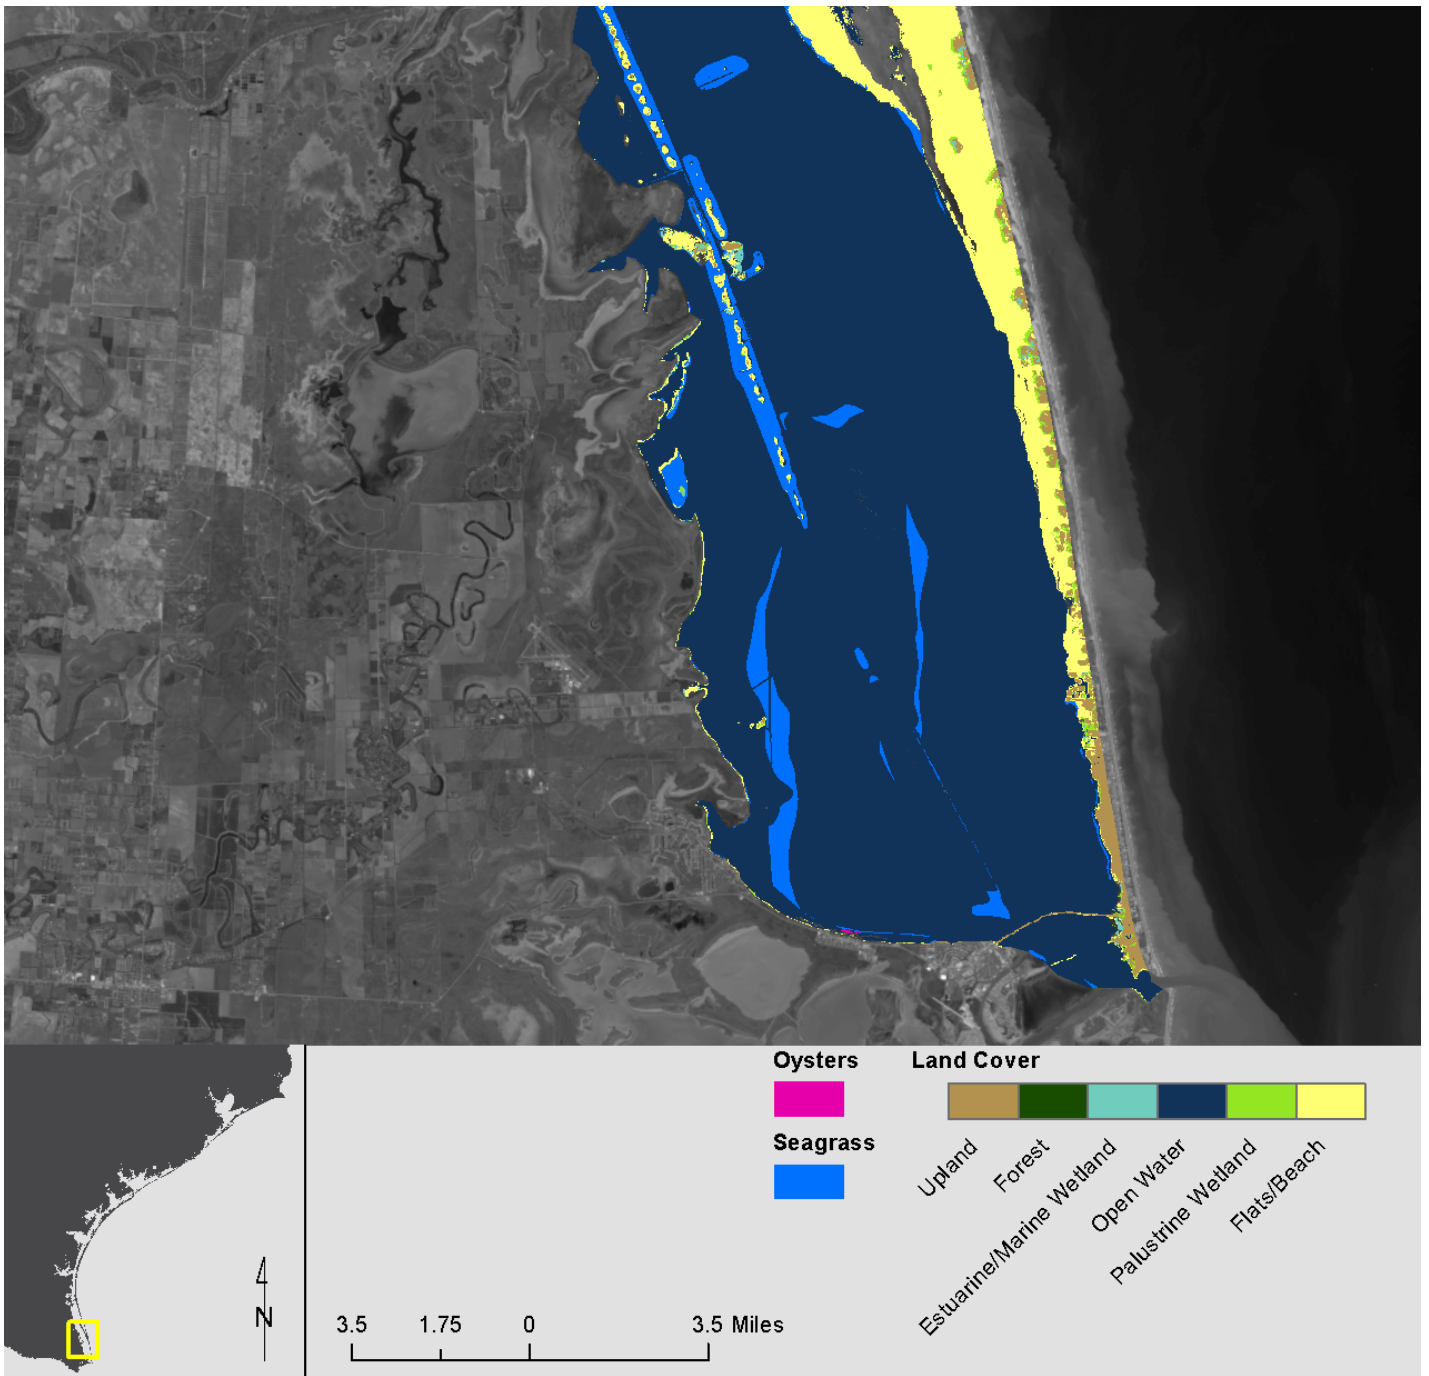 Oysters
Land Cover
Seagrass
Upland
Forest
Estuarine/Marine Wetland
Open Water
Palustrine Wetland
Flats/Beach
N
3.5 1.75 0 3.5 Miles